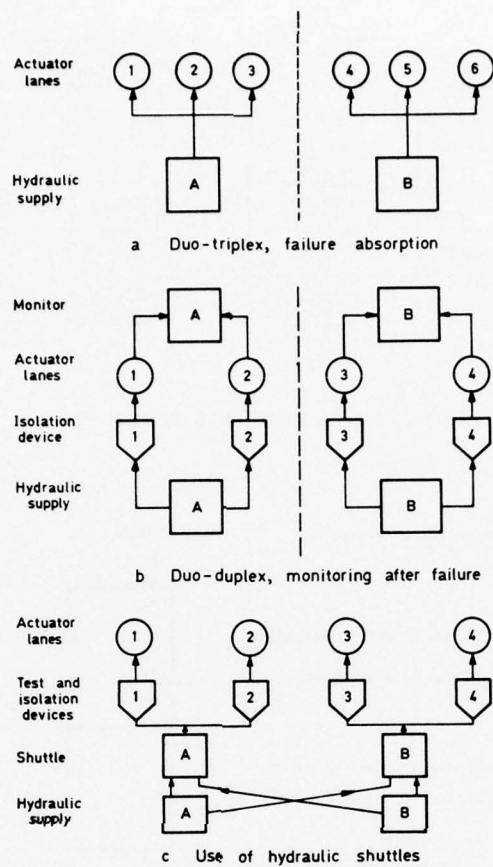 Actuator lanes
1 2 3 4 5 6
Hydraulic supply
A B
a Duo-triplex, failure absorption
Monitor
A B
Actuator lanes
1 2 3 4
Isolation device
1 2 3 4
Hydraulic supply
A B
b Duo-duplex, monitoring after failure
Actuator lanes
1 2 3 4
Test and isolation devices
1 2 3 4
Shuttle
A B
Hydraulic supply
A B
c Use of hydraulic shuttles